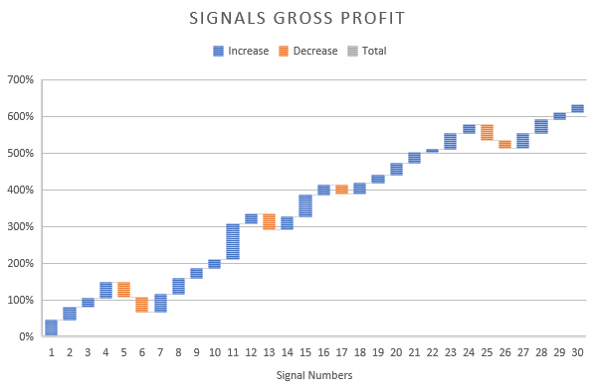 SIGNALS GROSS PROFIT
Increase Decrease Total
700%
600%
500%
400%
300%
200%
100%
0%
1 2 3 4 5 6 7 8 9 10 11 12 13 14 15 16 17 18 19 20 21 22 23 24 25 26 27 28 29 30
Signal Numbers